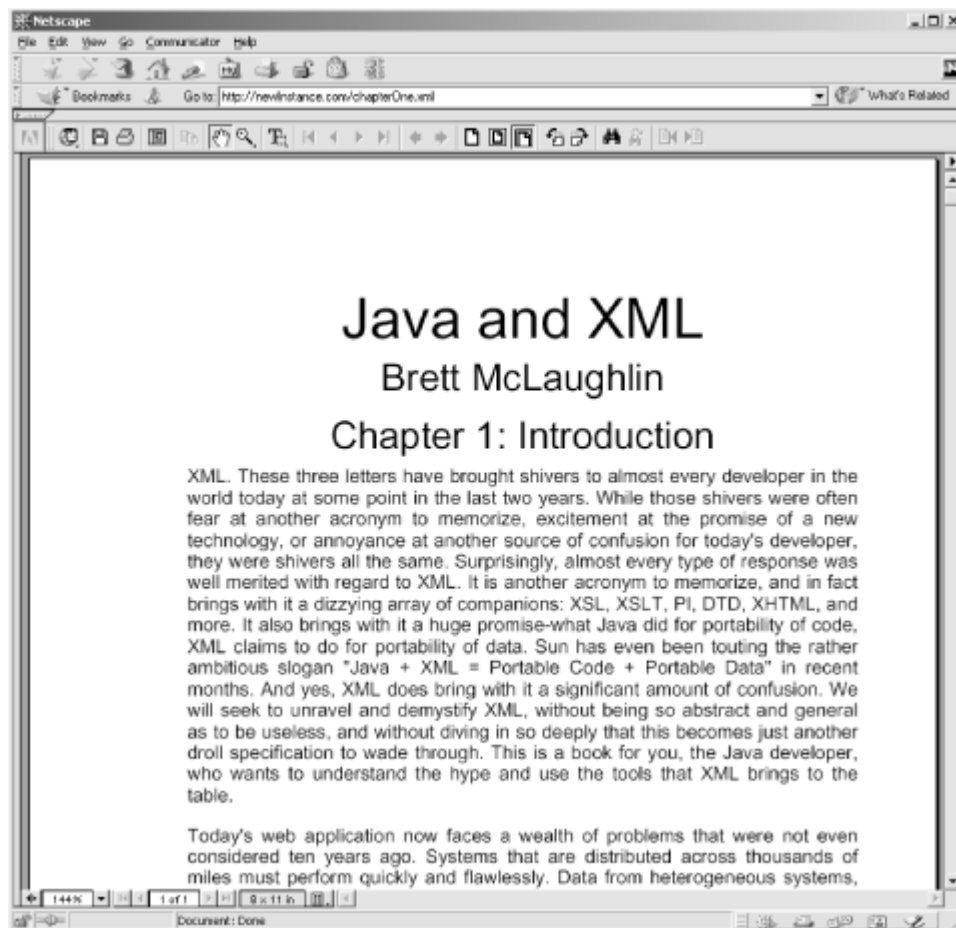 Netscape
File Edit View Go Communicator Help
Bookmarks Go to: http://newInstance.com/chapterOne.xml What's Related
Java and XML
Brett McLaughlin
Chapter 1: Introduction
XML. These three letters have brought shivers to almost every developer in the
world today at some point in the last two years. While those shivers were often
fear at another acronym to memorize, excitement at the promise of a new
technology, or annoyance at another source of confusion for today's developer,
they were shivers all the same. Surprisingly, almost every type of response was
well merited with regard to XML. It is another acronym to memorize, and in fact
brings with it a dizzying array of companions: XSL, XSLT, PI, DTD, XHTML, and
more. It also brings with it a huge promise-what Java did for portability of code,
XML claims to do for portability of data. Sun has even been touting the rather
ambitious slogan "Java + XML = Portable Code + Portable Data" in recent
months. And yes, XML does bring with it a significant amount of confusion. We
will seek to unravel and demystify XML, without being so abstract and general
as to be useless, and without diving in so deeply that this becomes just another
droll specification to wade through. This is a book for you, the Java developer,
who wants to understand the hype and use the tools that XML brings to the
table.
Today's web application now faces a wealth of problems that were not even
considered ten years ago. Systems that are distributed across thousands of
miles must perform quickly and flawlessly. Data from heterogeneous systems,
144% 1 of 1 8 x 11 in
Document: Done